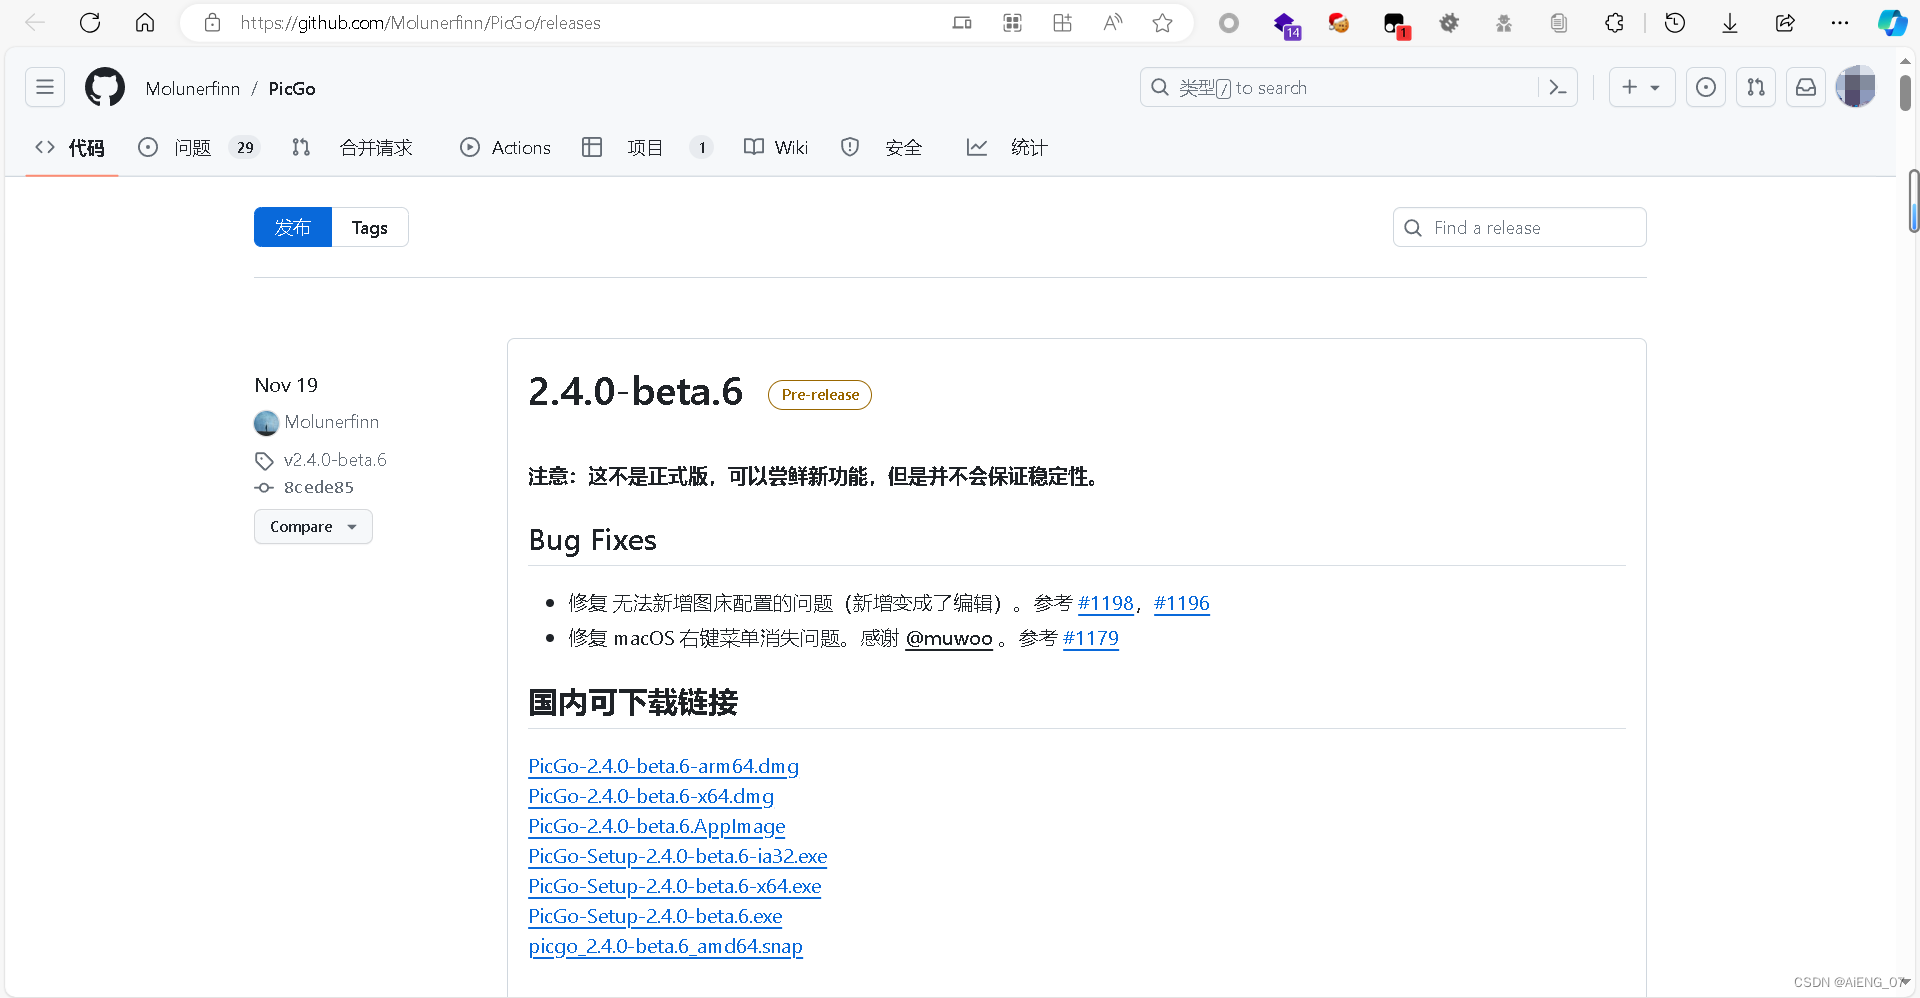 https://github.com/Molunerfinn/PicGo/releases
14
1
Molunerfinn / PicGo
类型[/] to search
代码
问题 29
合并请求
Actions
项目 1
Wiki
安全
统计
发布
Tags
Find a release
Nov 19
Molunerfinn
v2.4.0-beta.6
8cede85
Compare
2.4.0-beta.6 Pre-release
注意：这不是正式版，可以尝鲜新功能，但是并不会保证稳定性。
Bug Fixes
修复 无法新增图床配置的问题（新增变成了编辑）。参考 #1198，#1196
修复 macOS 右键菜单消失问题。感谢 @muwoo 。参考 #1179
国内可下载链接
PicGo-2.4.0-beta.6-arm64.dmg
PicGo-2.4.0-beta.6-x64.dmg
PicGo-2.4.0-beta.6.AppImage
PicGo-Setup-2.4.0-beta.6-ia32.exe
PicGo-Setup-2.4.0-beta.6-x64.exe
PicGo-Setup-2.4.0-beta.6.exe
picgo_2.4.0-beta.6_amd64.snap
CSDN @AiENG_07